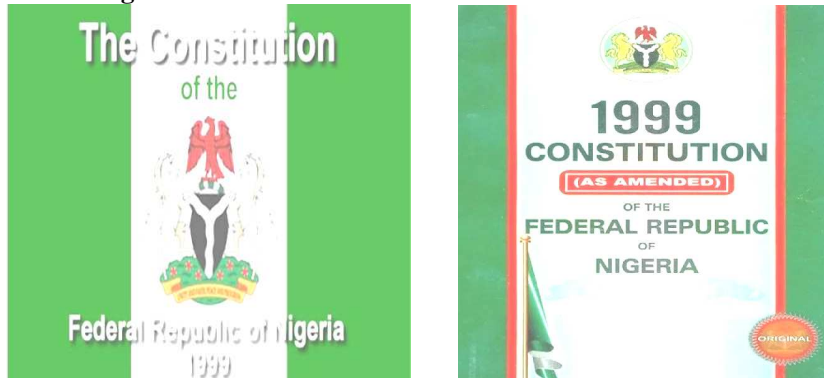 The Constitution
of the
Federal Republic of Nigeria
1999
1999
CONSTITUTION
(AS AMENDED)
OF THE
FEDERAL REPUBLIC
OF
NIGERIA
ORIGINAL